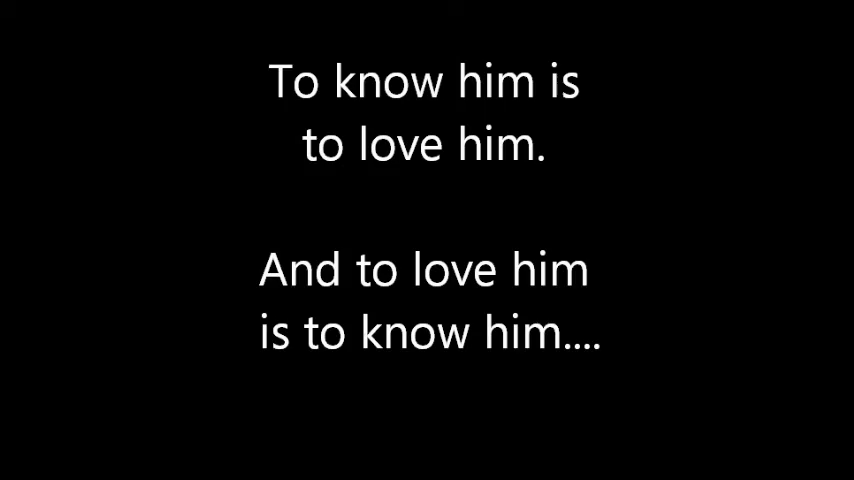 To know him is
to love him.
And to love him
is to know him....